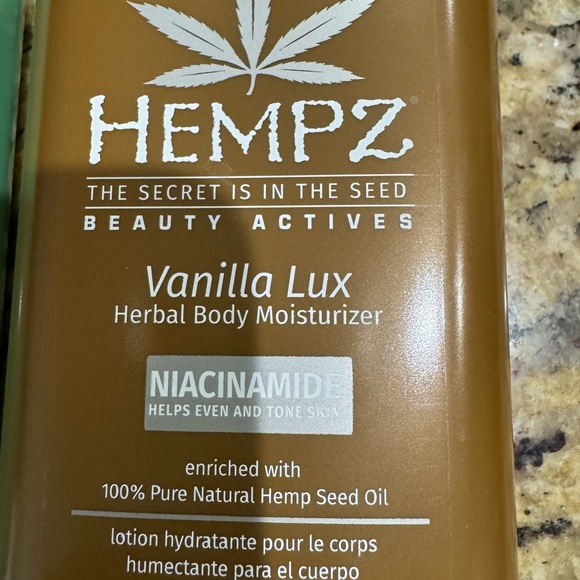 HEMPZ®
THE SECRET IS IN THE SEED
BEAUTY ACTIVES
Vanilla Lux
Herbal Body Moisturizer
NIACINAMIDE
HELPS EVEN AND TONE SKIN
enriched with
100% Pure Natural Hemp Seed Oil
lotion hydratante pour le corps
humectante para el cuerpo